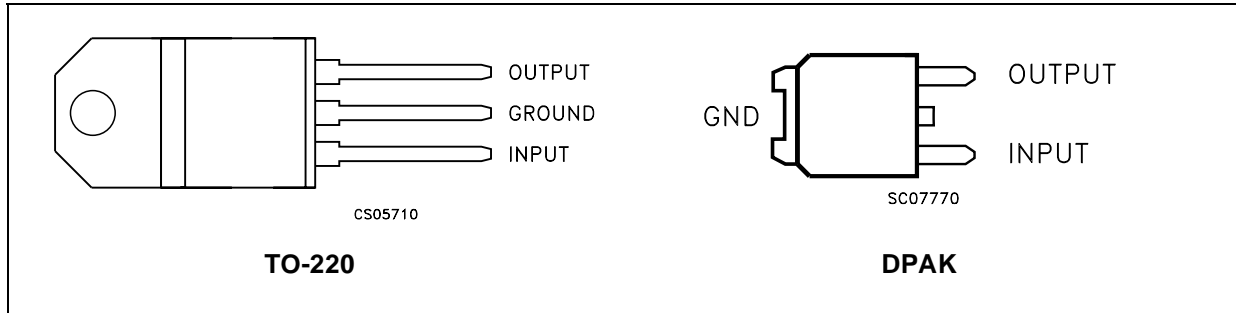 OUTPUT
GROUND
INPUT
CS05710
TO-220
GND
OUTPUT
INPUT
SC07770
DPAK